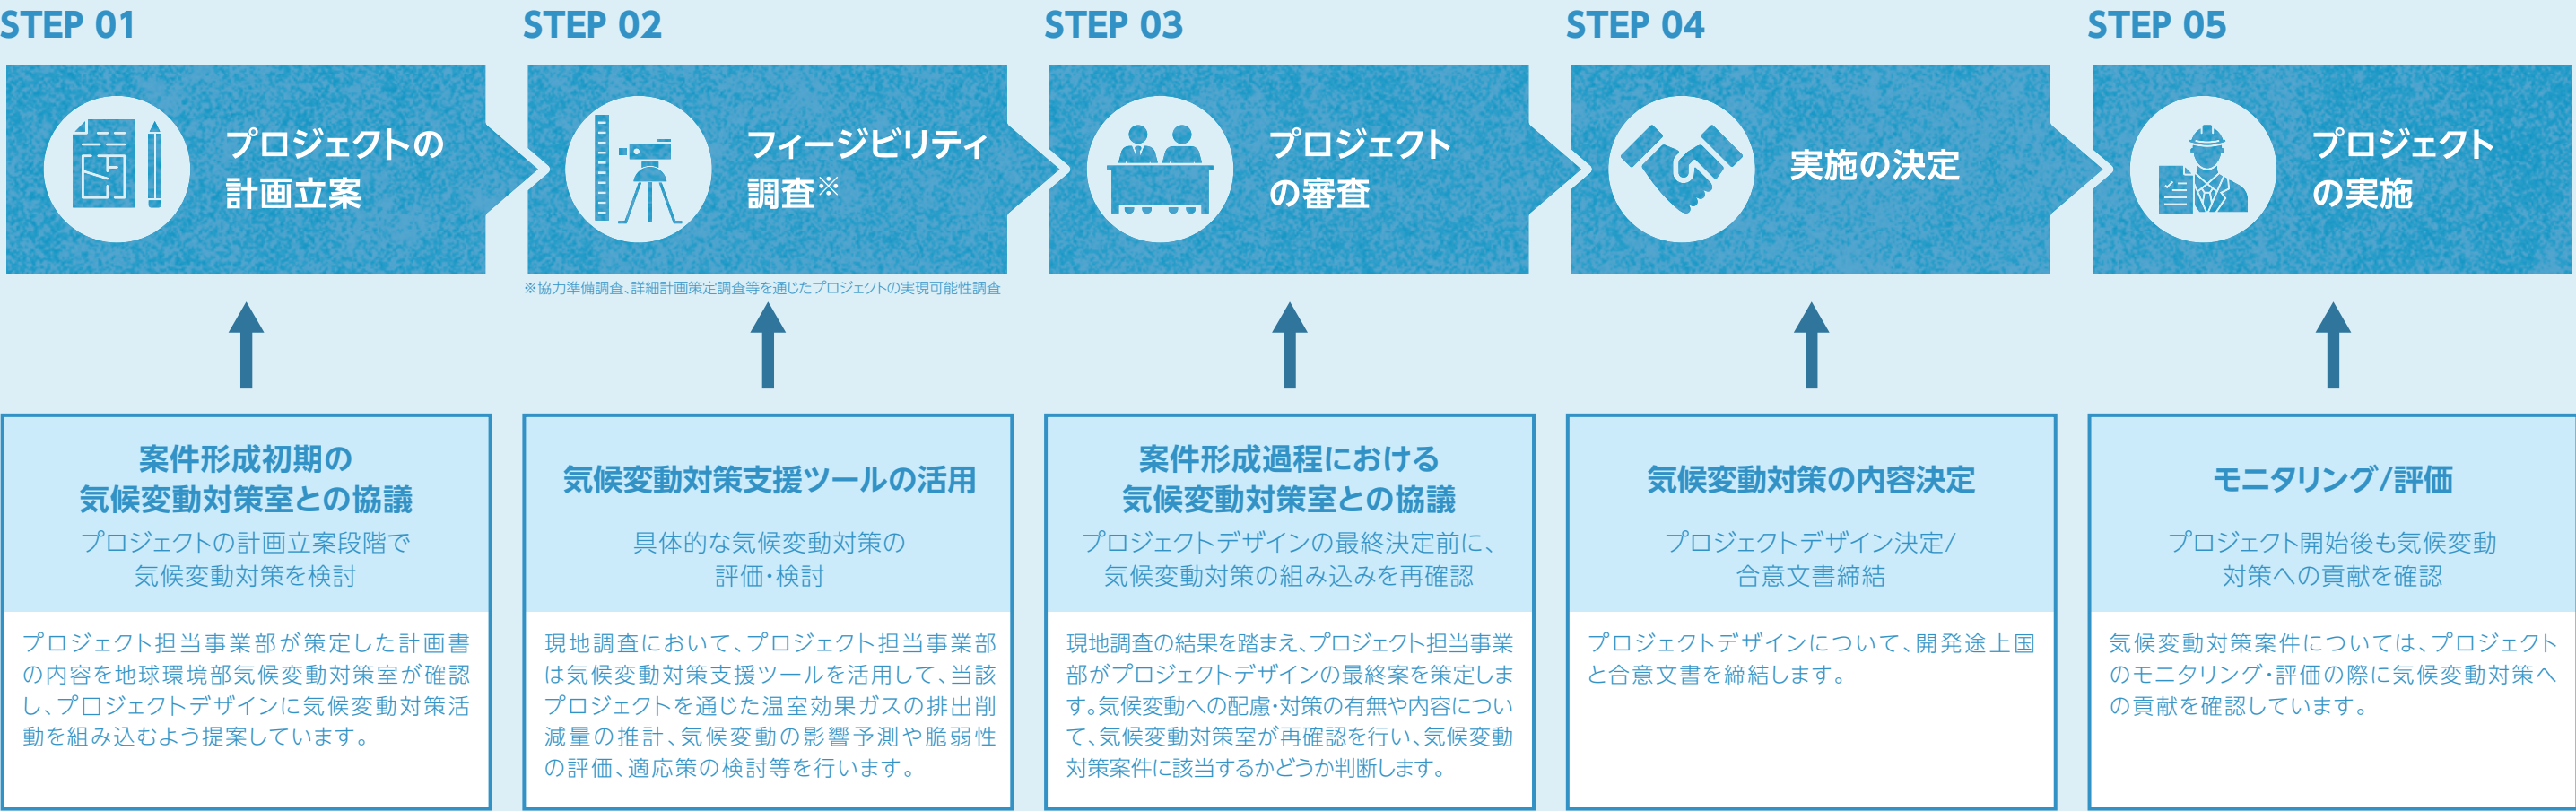 STEP 01
プロジェクトの
計画立案
案件形成初期の
気候変動対策室との協議
プロジェクトの計画立案段階で
気候変動対策を検討
プロジェクト担当事業部が策定した計画書
の内容を地球環境部気候変動対策室が確認
し、プロジェクトデザインに気候変動対策活
動を組み込むよう提案しています。
STEP 02
フィージビリティ
調査※
※協力準備調査、詳細計画策定調査等を通じたプロジェクトの実現可能性調査
気候変動対策支援ツールの活用
具体的な気候変動対策の
評価・検討
現地調査において、プロジェクト担当事業部
は気候変動対策支援ツールを活用して、当該
プロジェクトを通じた温室効果ガスの排出削
減量の推計、気候変動の影響予測や脆弱性
の評価、適応策の検討等を行います。
STEP 03
プロジェクト
の審査
案件形成過程における
気候変動対策室との協議
プロジェクトデザインの最終決定前に、
気候変動対策の組み込みを再確認
現地調査の結果を踏まえ、プロジェクト担当事業
部がプロジェクトデザインの最終案を策定しま
す。気候変動への配慮・対策の有無や内容につい
て、気候変動対策室が再確認を行い、気候変動
対策案件に該当するかどうか判断します。
STEP 04
実施の決定
気候変動対策の内容決定
プロジェクトデザイン決定/
合意文書締結
プロジェクトデザインについて、開発途上国
と合意文書を締結します。
STEP 05
プロジェクト
の実施
モニタリング/評価
プロジェクト開始後も気候変動
対策への貢献を確認
気候変動対策案件については、プロジェクト
のモニタリング・評価の際に気候変動対策へ
の貢献を確認しています。